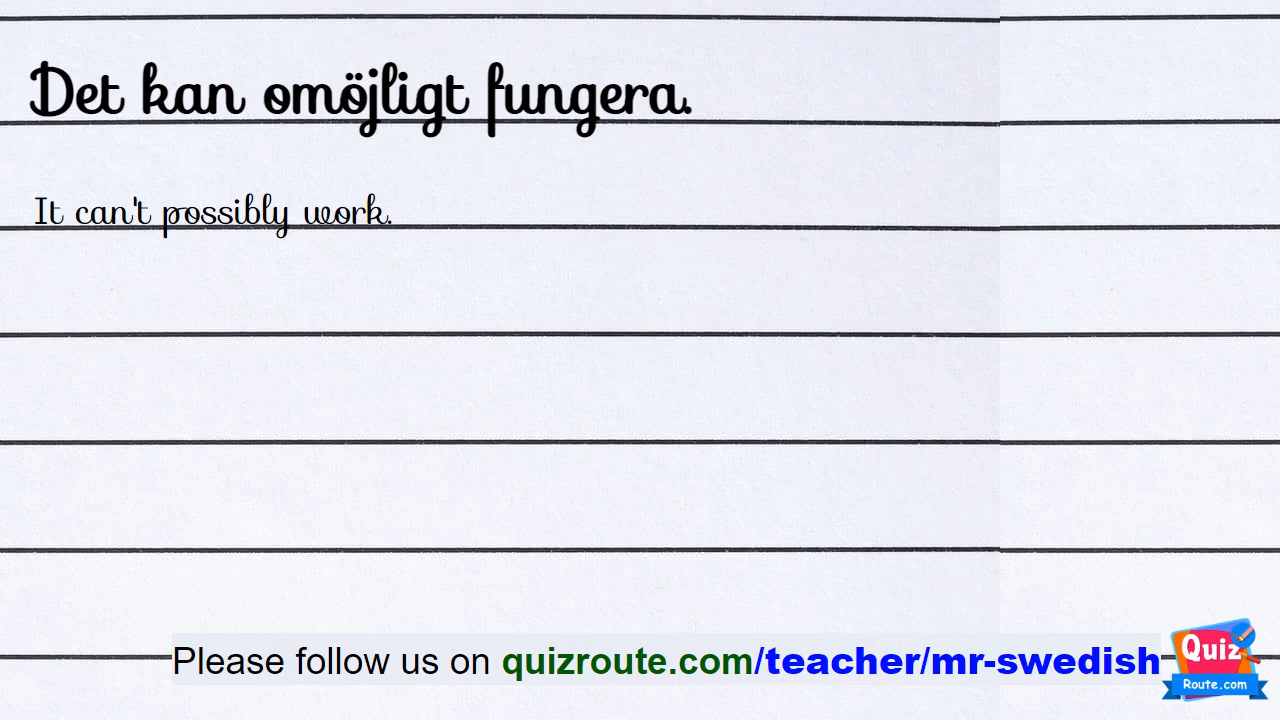 Det kan omöjligt fungera.
It can't possibly work.
Please follow us on quizroute.com/teacher/mr-swedish
Quiz
Route.com